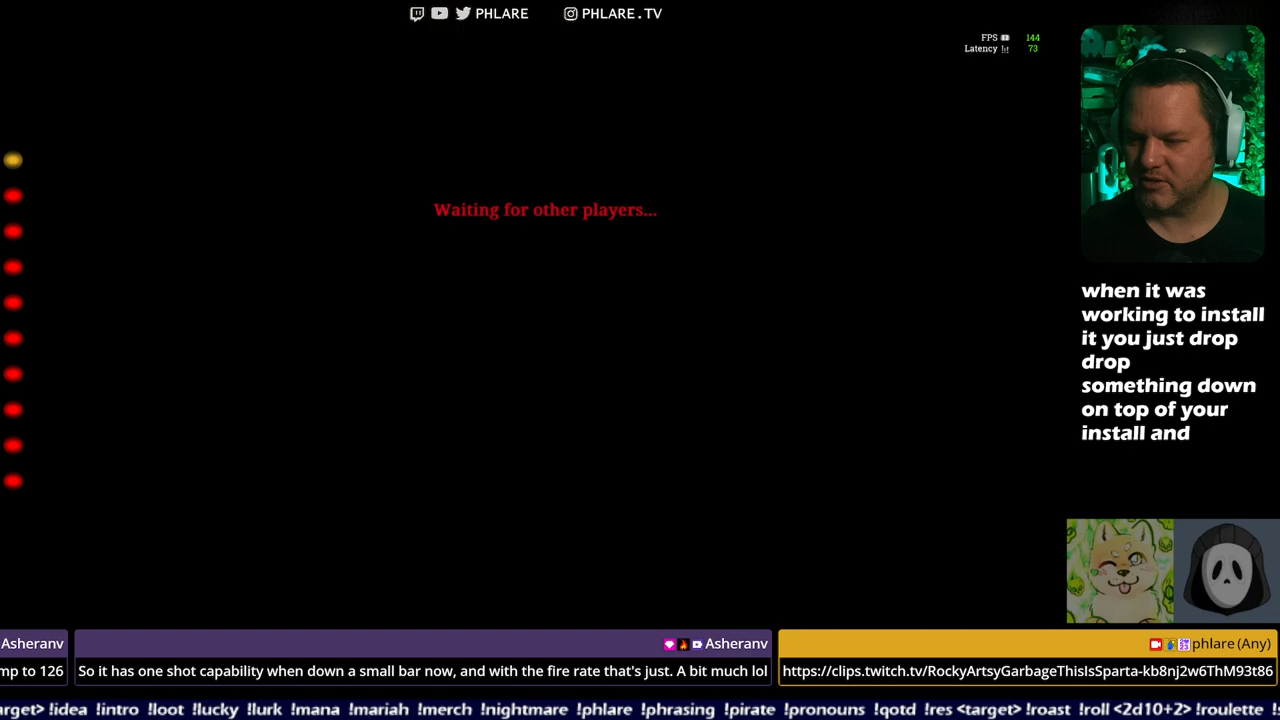 PHLARE PHLARE.TV
FPS 144
Latency 73
Waiting for other players...
when it was
working to install
it you just drop
drop
something down
on top of your
install and
Asheranv
mp to 126
Asheranv
So it has one shot capability when down a small bar now, and with the fire rate that's just. A bit much lol
phlare (Any)
https://clips.twitch.tv/RockyArtsyGarbageThisIsSparta-kb8nj2w6ThM93t86
arget> !idea !intro !loot !lucky !lurk !mana !mariah !merch !nightmare !phlare !phrasing !pirate !pronouns !qotd !res <target> !roast !roll <2d10+2> !roulette